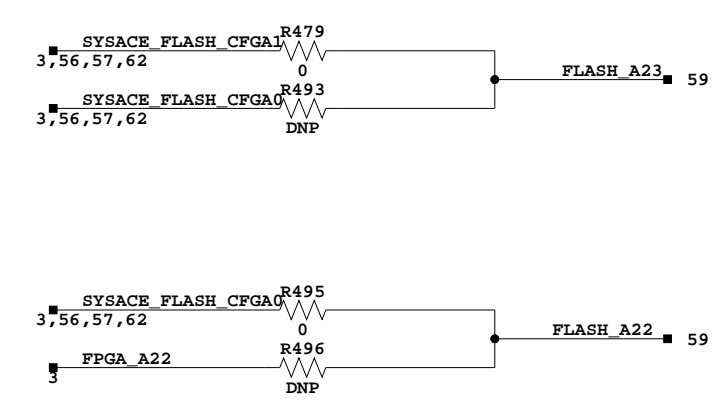 R479
SYSACE_FLASH_CFGA1
3,56,57,62
0
FLASH_A23
59
R493
SYSACE_FLASH_CFGA0
3,56,57,62
DNP
R495
SYSACE_FLASH_CFGA0
3,56,57,62
0
FLASH_A22
59
R496
FPGA_A22
3
DNP